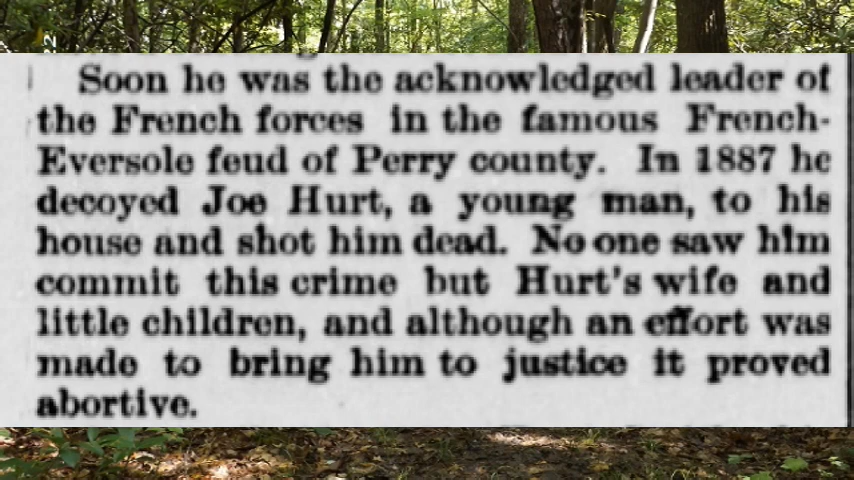 Soon he was the acknowledged leader of
the French forces in the famous French-
Eversole feud of Perry county. In 1887 he
decoyed Joe Hurt, a young man, to his
house and shot him dead. No one saw him
commit this crime but Hurt's wife and
little children, and although an effort was
made to bring him to justice it proved
abortive.